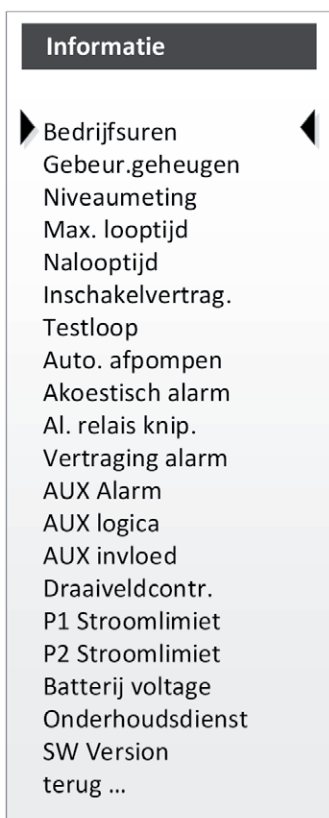 Informatie
Bedrijfsuren
Gebeur.geheugen
Niveaumeting
Max. looptijd
Nalooptijd
Inschakelvertrag.
Testloop
Auto. afpompen
Akoestisch alarm
Al. relais knip.
Vertraging alarm
AUX Alarm
AUX logica
AUX invloed
Draaiveldcontr.
P1 Stroomlimiet
P2 Stroomlimiet
Batterij voltage
Onderhoudsdienst
SW Version
terug ...